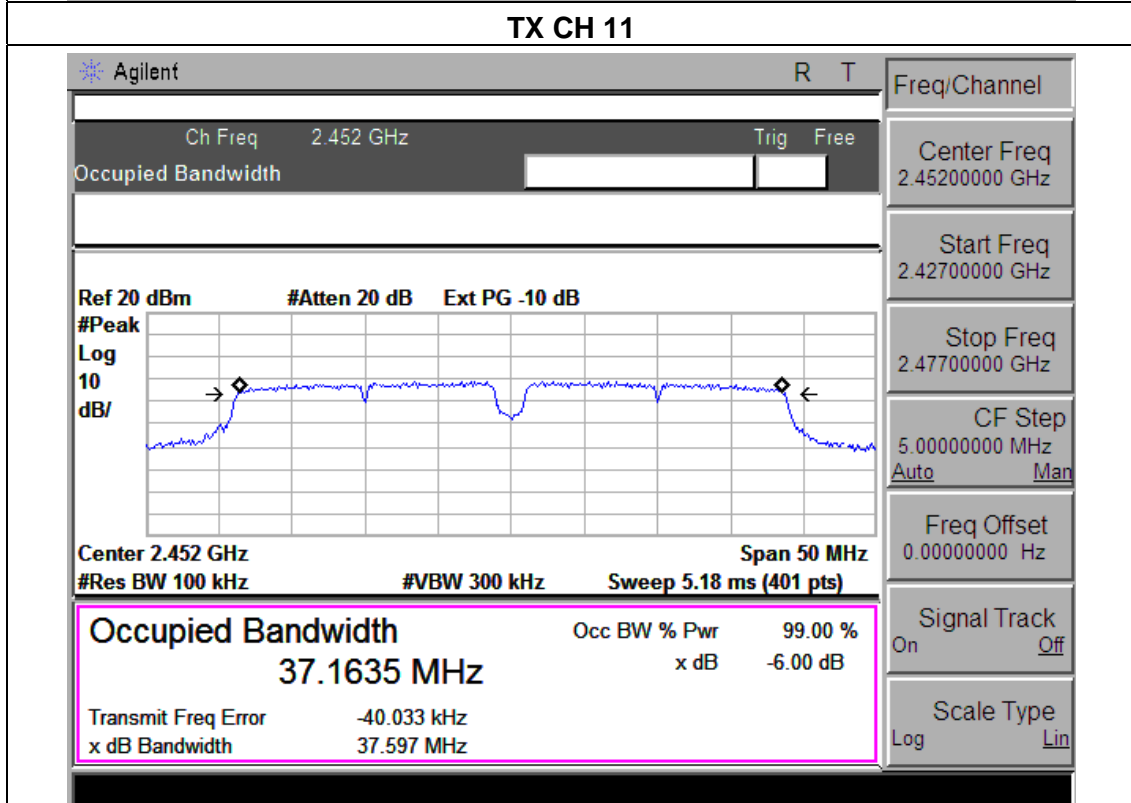 TX CH 11
Agilent R T
Ch Freq 2.452 GHz Trig Free
Occupied Bandwidth
Ref 20 dBm #Atten 20 dB Ext PG -10 dB
#Peak
Log
10
dB/
Center 2.452 GHz Span 50 MHz
#Res BW 100 kHz #VBW 300 kHz Sweep 5.18 ms (401 pts)
Occupied Bandwidth Occ BW % Pwr 99.00 %
37.1635 MHz x dB -6.00 dB
Transmit Freq Error -40.033 kHz
x dB Bandwidth 37.597 MHz
Freq/Channel
Center Freq
2.45200000 GHz
Start Freq
2.42700000 GHz
Stop Freq
2.47700000 GHz
CF Step
5.00000000 MHz
Auto Man
Freq Offset
0.00000000 Hz
Signal Track
On Off
Scale Type
Log Lin